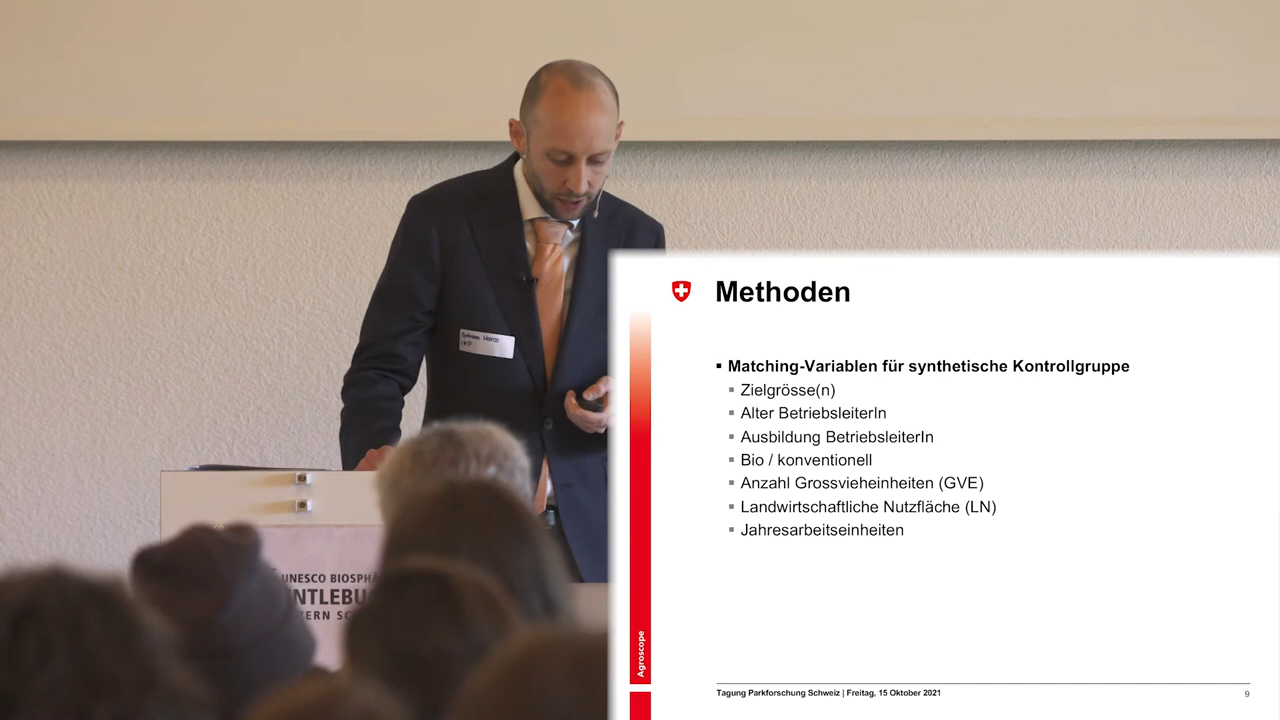 Methoden
Matching-Variablen für synthetische Kontrollgruppe
Zielgrösse(n)
Alter BetriebsleiterIn
Ausbildung BetriebsleiterIn
Bio / konventionell
Anzahl Grossvieheinheiten (GVE)
Landwirtschaftliche Nutzfläche (LN)
Jahresarbeitseinheiten
Agroscope
Tagung Parkforschung Schweiz | Freitag, 15 Oktober 2021
9
UNESCO BIOSPHÄ
NTLEBU
ERN SC